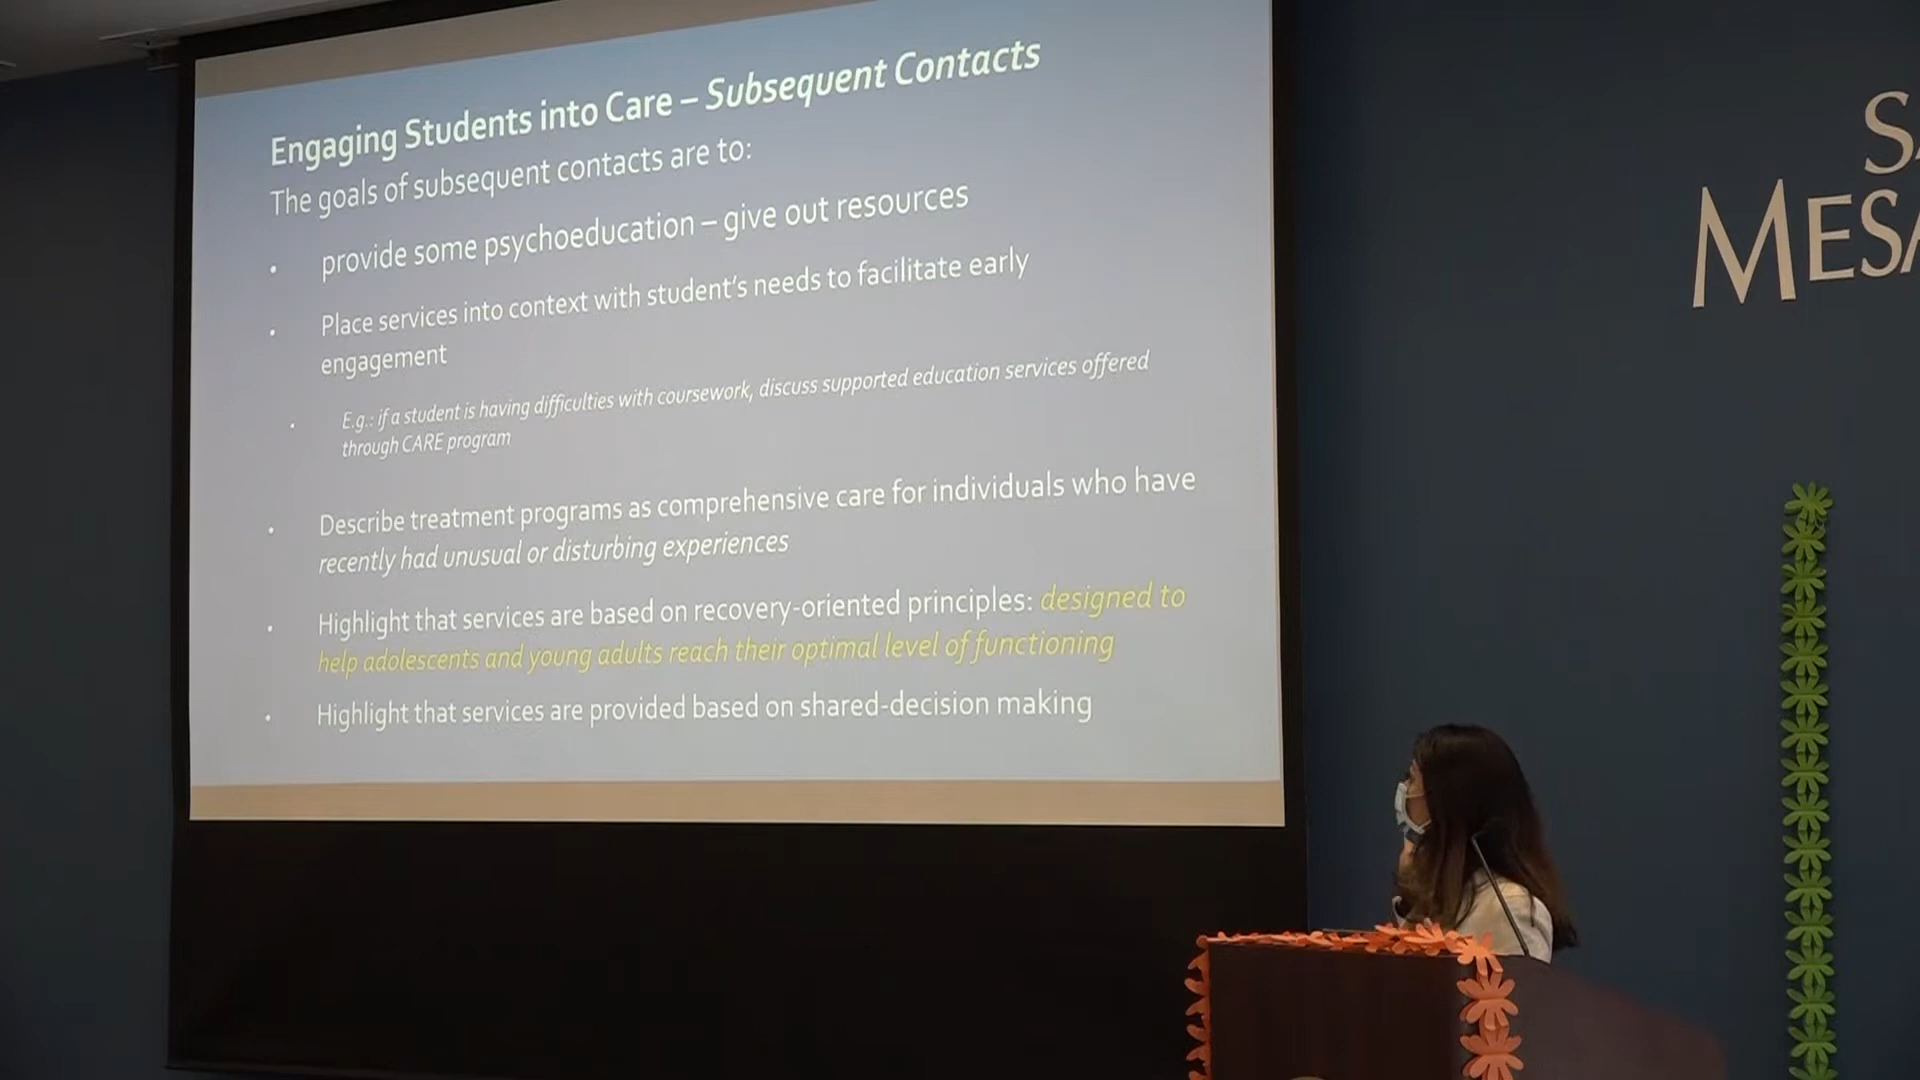 Engaging Students into Care – Subsequent Contacts
The goals of subsequent contacts are to:
• provide some psychoeducation – give out resources
• Place services into context with student's needs to facilitate early
engagement
• E.g.: if a student is having difficulties with coursework, discuss supported education services offered
through CARE program
• Describe treatment programs as comprehensive care for individuals who have
recently had unusual or disturbing experiences
• Highlight that services are based on recovery-oriented principles: designed to
help adolescents and young adults reach their optimal level of functioning
• Highlight that services are provided based on shared-decision making
SA
MESA